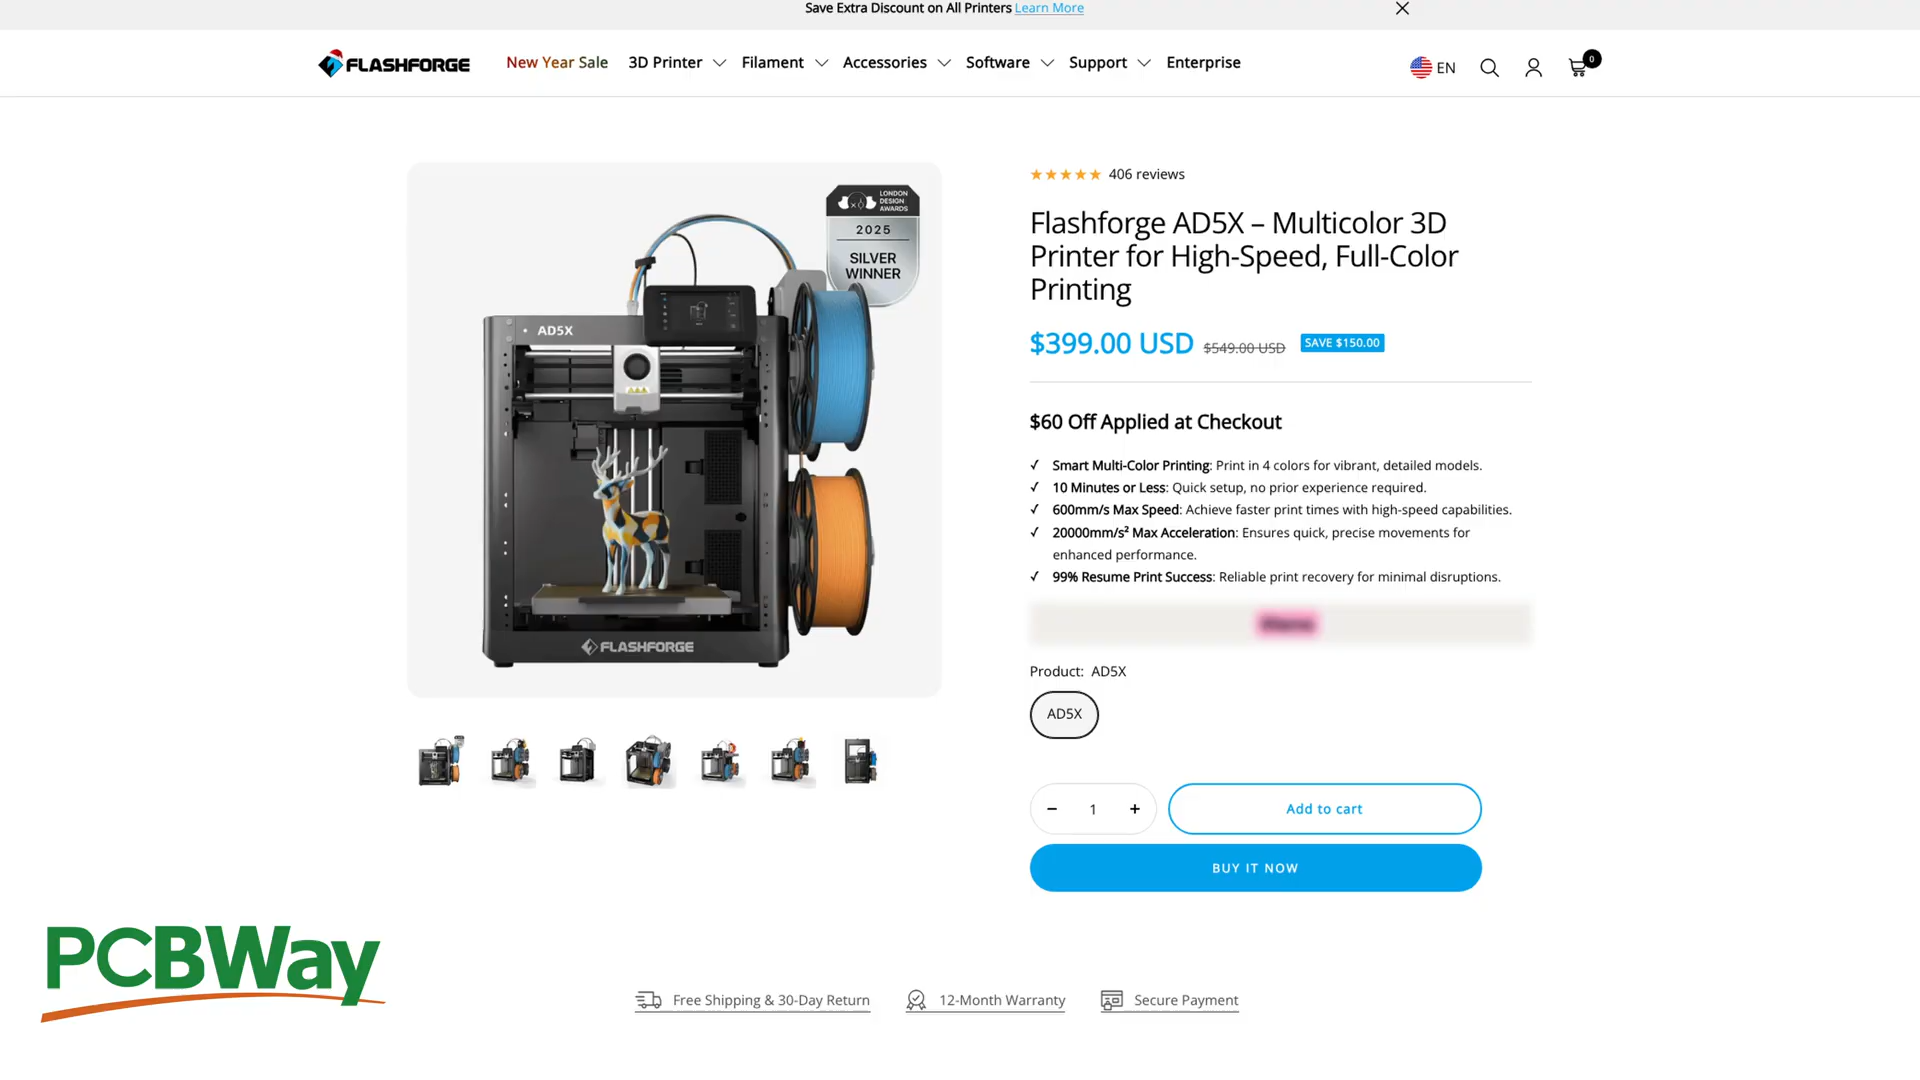 Save Extra Discount on All Printers Learn More
FLASHFORGE
New Year Sale
3D Printer
Filament
Accessories
Software
Support
Enterprise
EN
0
LONDON
DESIGN
AWARDS
2025
SILVER
WINNER
AD5X
FLASHFORGE
406 reviews
Flashforge AD5X – Multicolor 3D
Printer for High-Speed, Full-Color
Printing
$399.00 USD $549.00 USD SAVE $150.00
$60 Off Applied at Checkout
✓ Smart Multi-Color Printing: Print in 4 colors for vibrant, detailed models.
✓ 10 Minutes or Less: Quick setup, no prior experience required.
✓ 600mm/s Max Speed: Achieve faster print times with high-speed capabilities.
✓ 20000mm/s² Max Acceleration: Ensures quick, precise movements for
enhanced performance.
✓ 99% Resume Print Success: Reliable print recovery for minimal disruptions.
Product: AD5X
AD5X
− 1 +
Add to cart
BUY IT NOW
PCBWay
Free Shipping & 30-Day Return
12-Month Warranty
Secure Payment